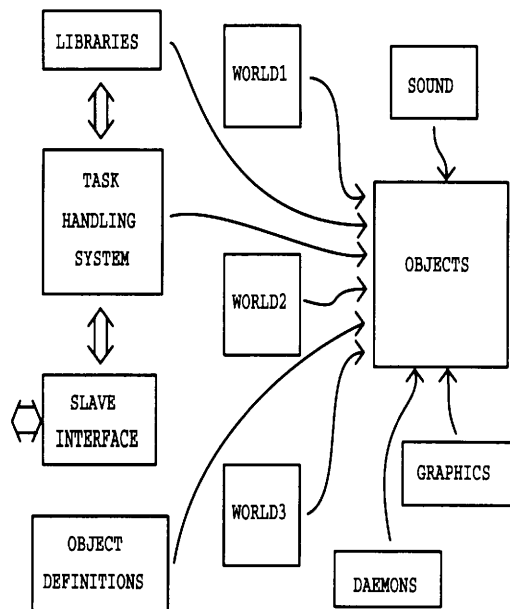 LIBRARIES
WORLD1
SOUND
TASK
HANDLING
SYSTEM
OBJECTS
WORLD2
SLAVE
INTERFACE
GRAPHICS
WORLD3
OBJECT
DEFINITIONS
DAEMONS